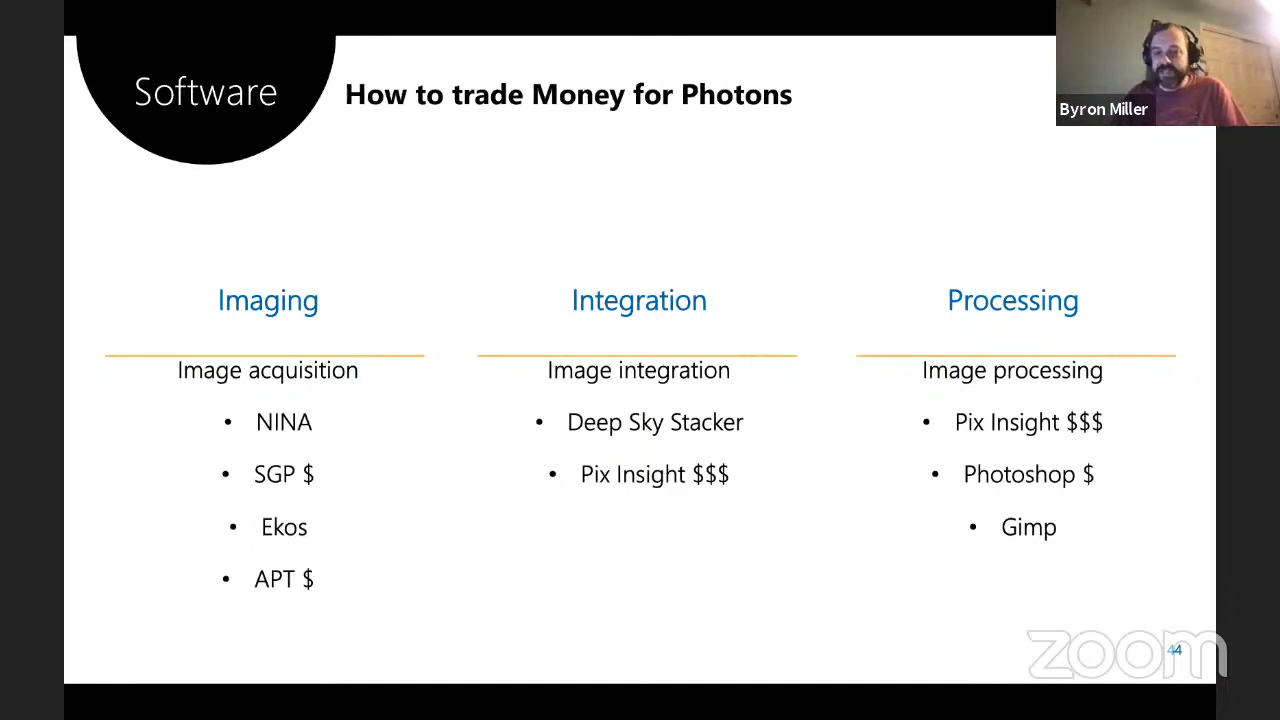 Software
How to trade Money for Photons
Byron Miller
Imaging
Image acquisition
• NINA
• SGP $
• Ekos
• APT $
Integration
Image integration
• Deep Sky Stacker
• Pix Insight $$$
Processing
Image processing
• Pix Insight $$$
• Photoshop $
• Gimp
zoom
44